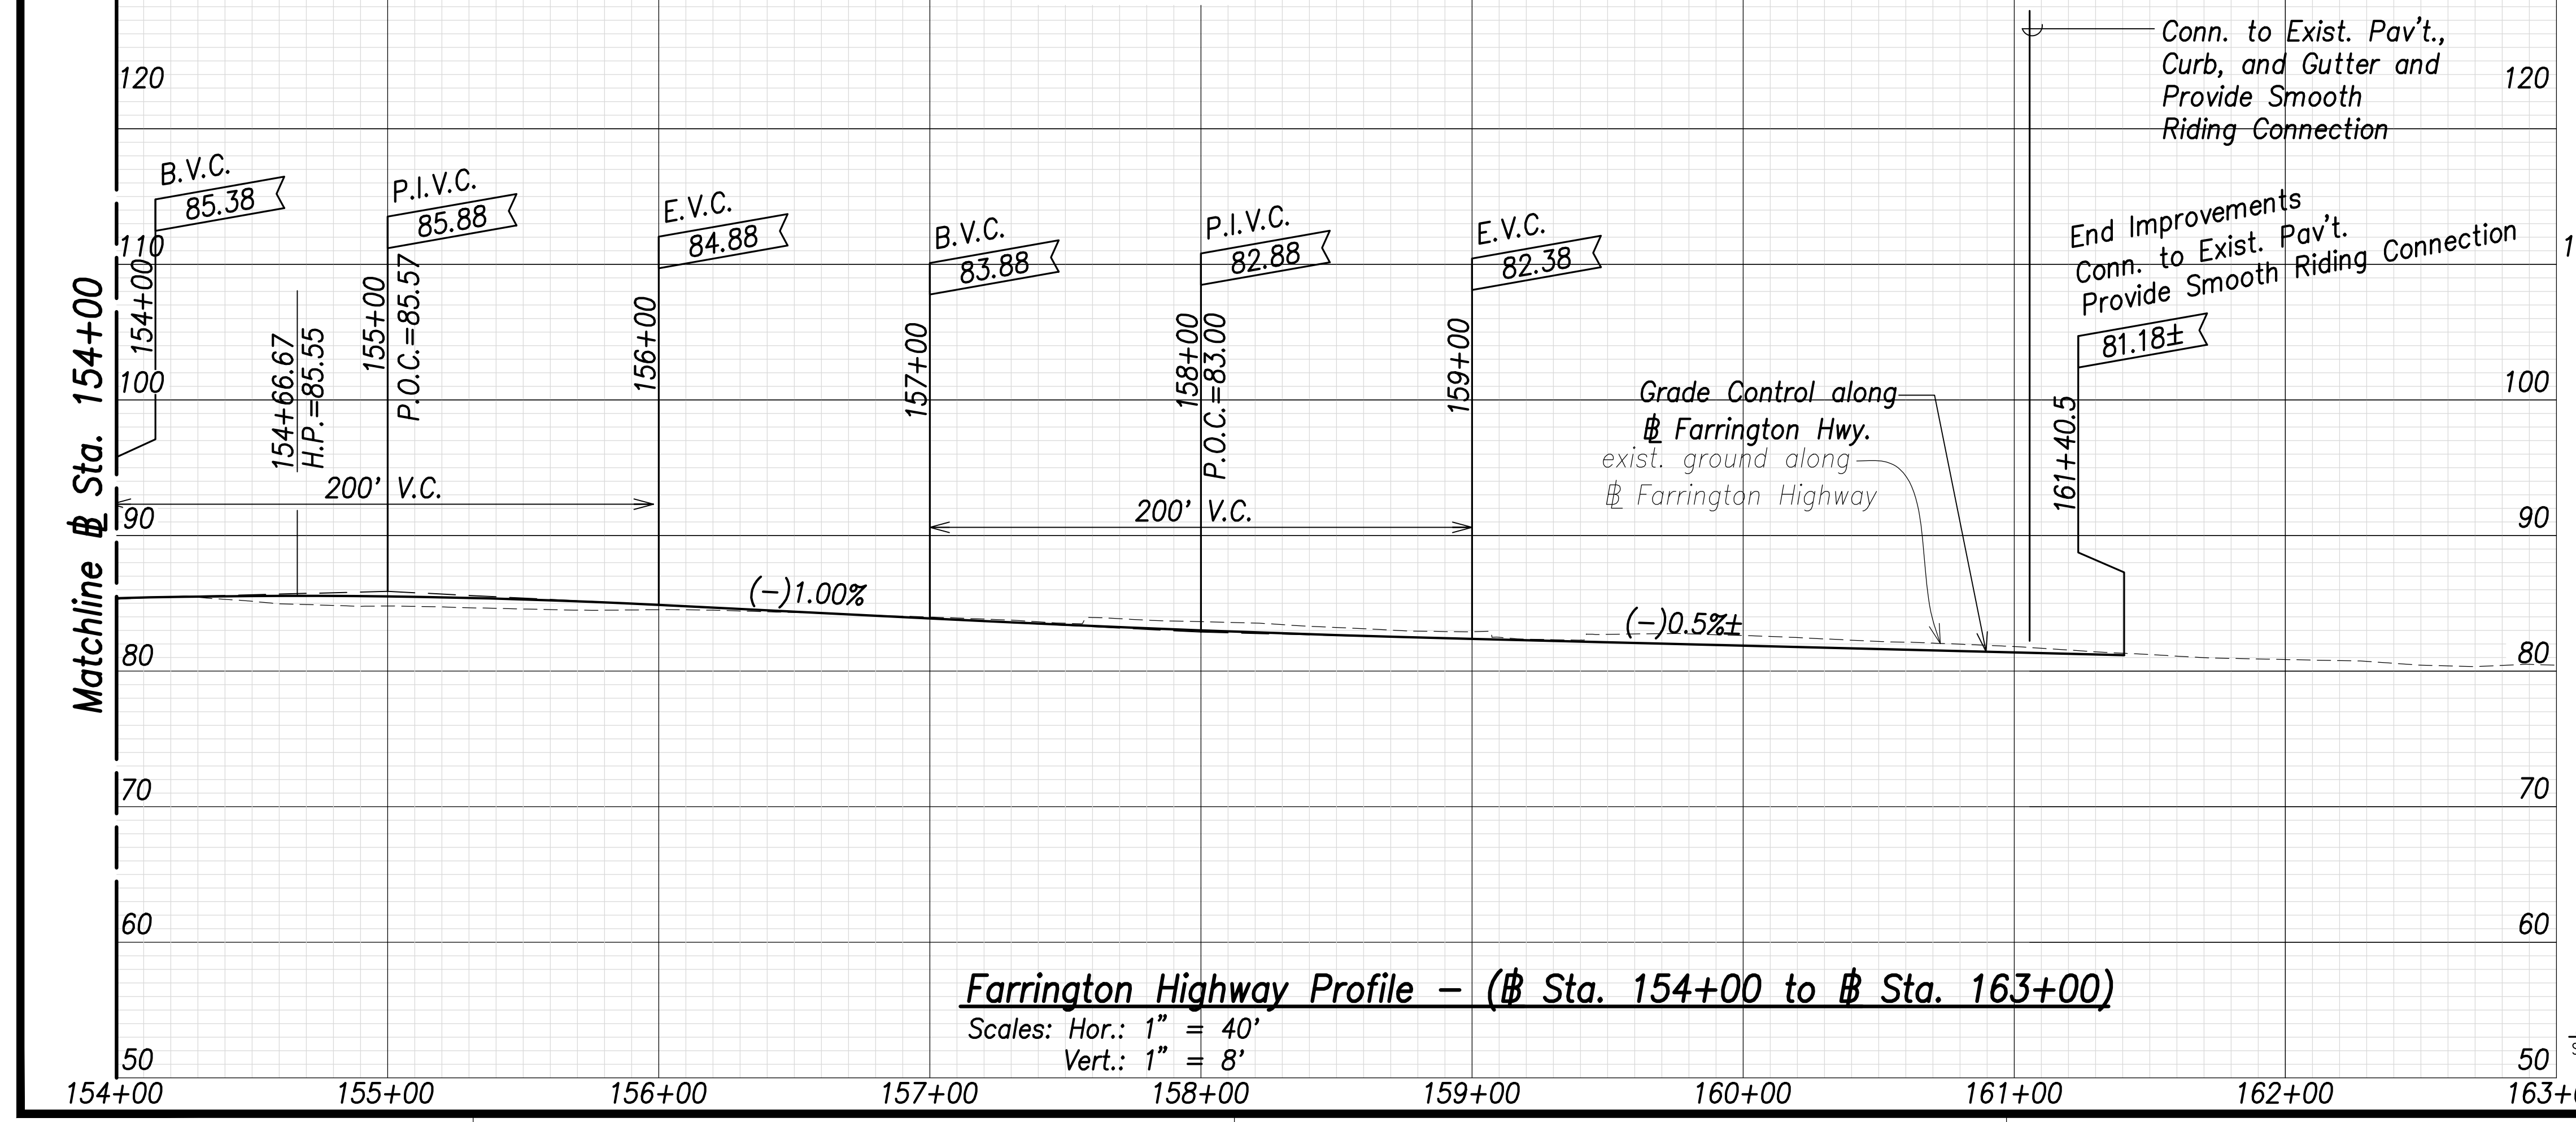 Conn. to Exist. Pav't.,
Curb, and Gutter and
Provide Smooth
Riding Connection
120
120
B.V.C.
85.38
154+00
P.I.V.C.
85.88
155+00
P.O.C.=85.57
E.V.C.
84.88
156+00
B.V.C.
83.88
157+00
P.I.V.C.
82.88
158+00
P.O.C.=83.00
E.V.C.
82.38
159+00
End Improvements
Conn. to Exist. Pav't.
Provide Smooth Riding Connection
81.18±
161+40.5
110
1
154+66.67
H.P.=85.55
100
100
Grade Control along
B̵L Farrington Hwy.
exist. ground along
B̵L Farrington Highway
200' V.C.
200' V.C.
90
90
(-)1.00%
(-)0.5%±
80
80
70
70
60
60
50
50
Matchline B̵L Sta. 154+00
Farrington Highway Profile - (B̵L Sta. 154+00 to B̵L Sta. 163+00)
Scales: Hor.: 1" = 40'
Vert.: 1" = 8'
154+00 155+00 156+00 157+00 158+00 159+00 160+00 161+00 162+00